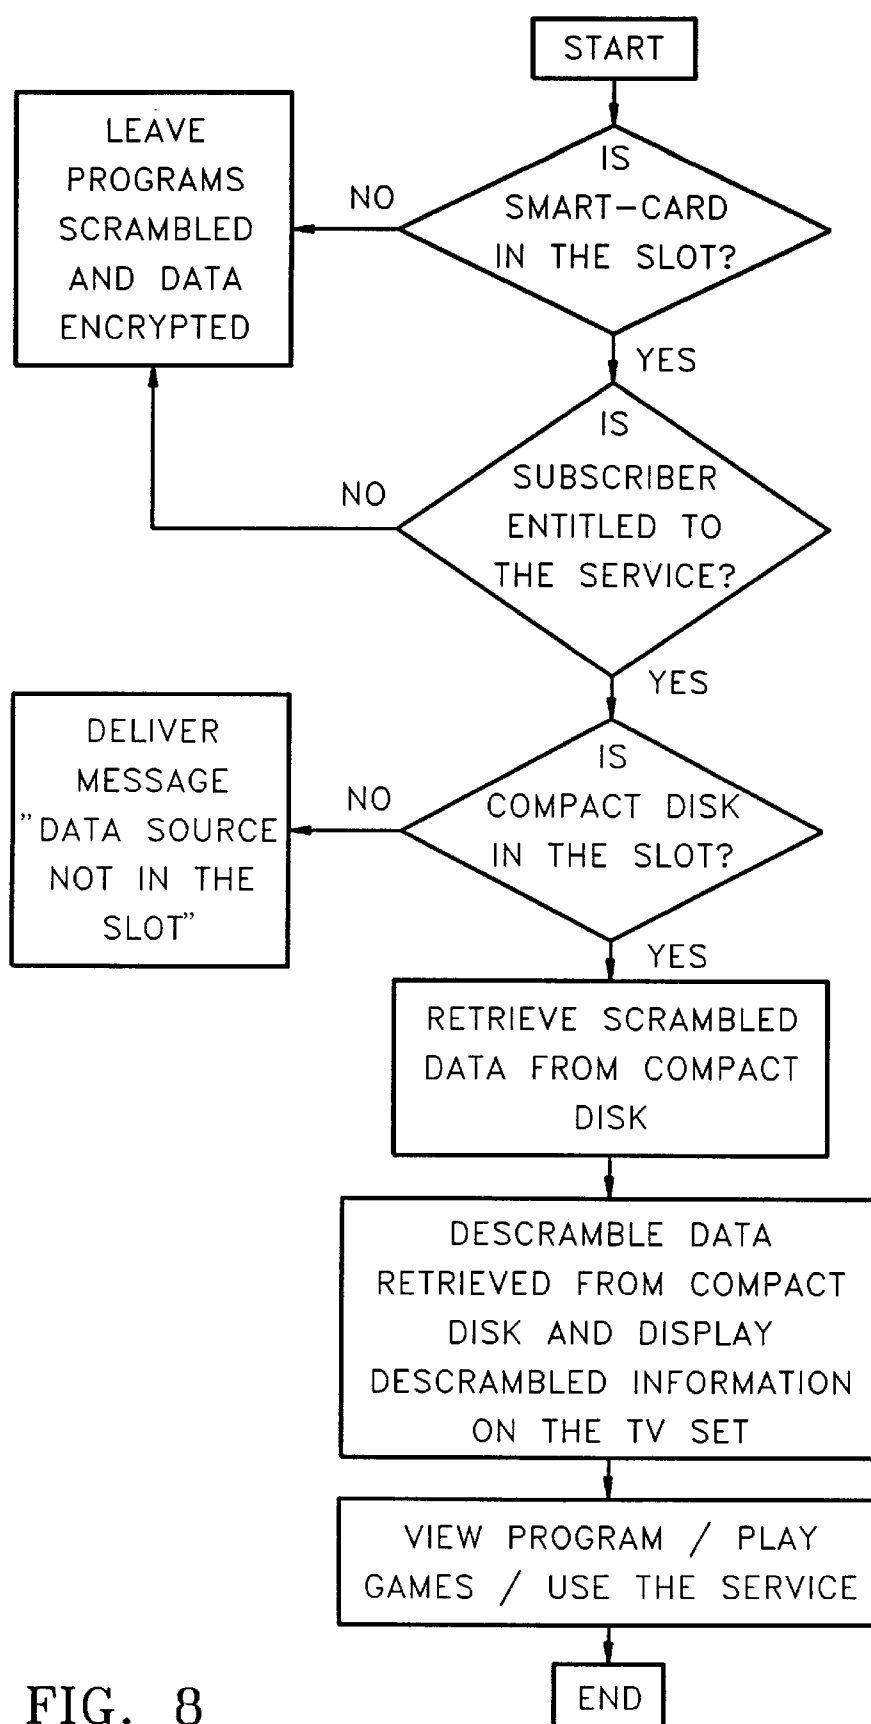 START
IS
SMART-CARD
IN THE SLOT?
NO
LEAVE
PROGRAMS
SCRAMBLED
AND DATA
ENCRYPTED
YES
IS
SUBSCRIBER
ENTITLED TO
THE SERVICE?
NO
YES
IS
COMPACT DISK
IN THE SLOT?
NO
DELIVER
MESSAGE
"DATA SOURCE
NOT IN THE
SLOT"
YES
RETRIEVE SCRAMBLED
DATA FROM COMPACT
DISK
DESCRAMBLE DATA
RETRIEVED FROM COMPACT
DISK AND DISPLAY
DESCRAMBLED INFORMATION
ON THE TV SET
VIEW PROGRAM / PLAY
GAMES / USE THE SERVICE
END
FIG. 8